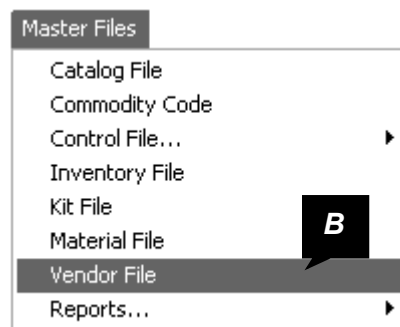 Master Files
Catalog File
Commodity Code
Control File...
Inventory File
Kit File
Material File
B
Vendor File
Reports...